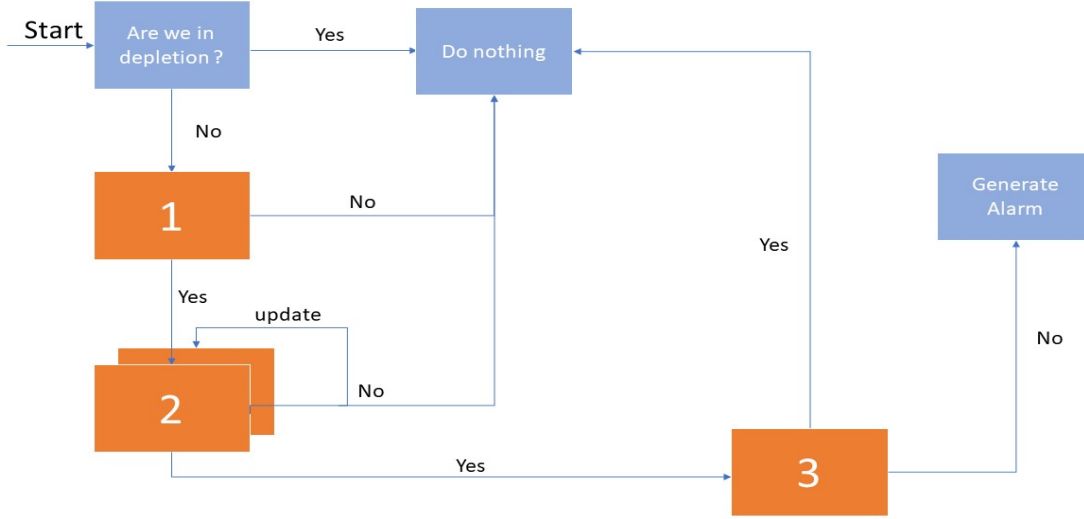 Start
Are we in
depletion ?
Yes
Do nothing
No
1
No
Generate
Alarm
Yes
Yes
update
No
No
2
Yes
3